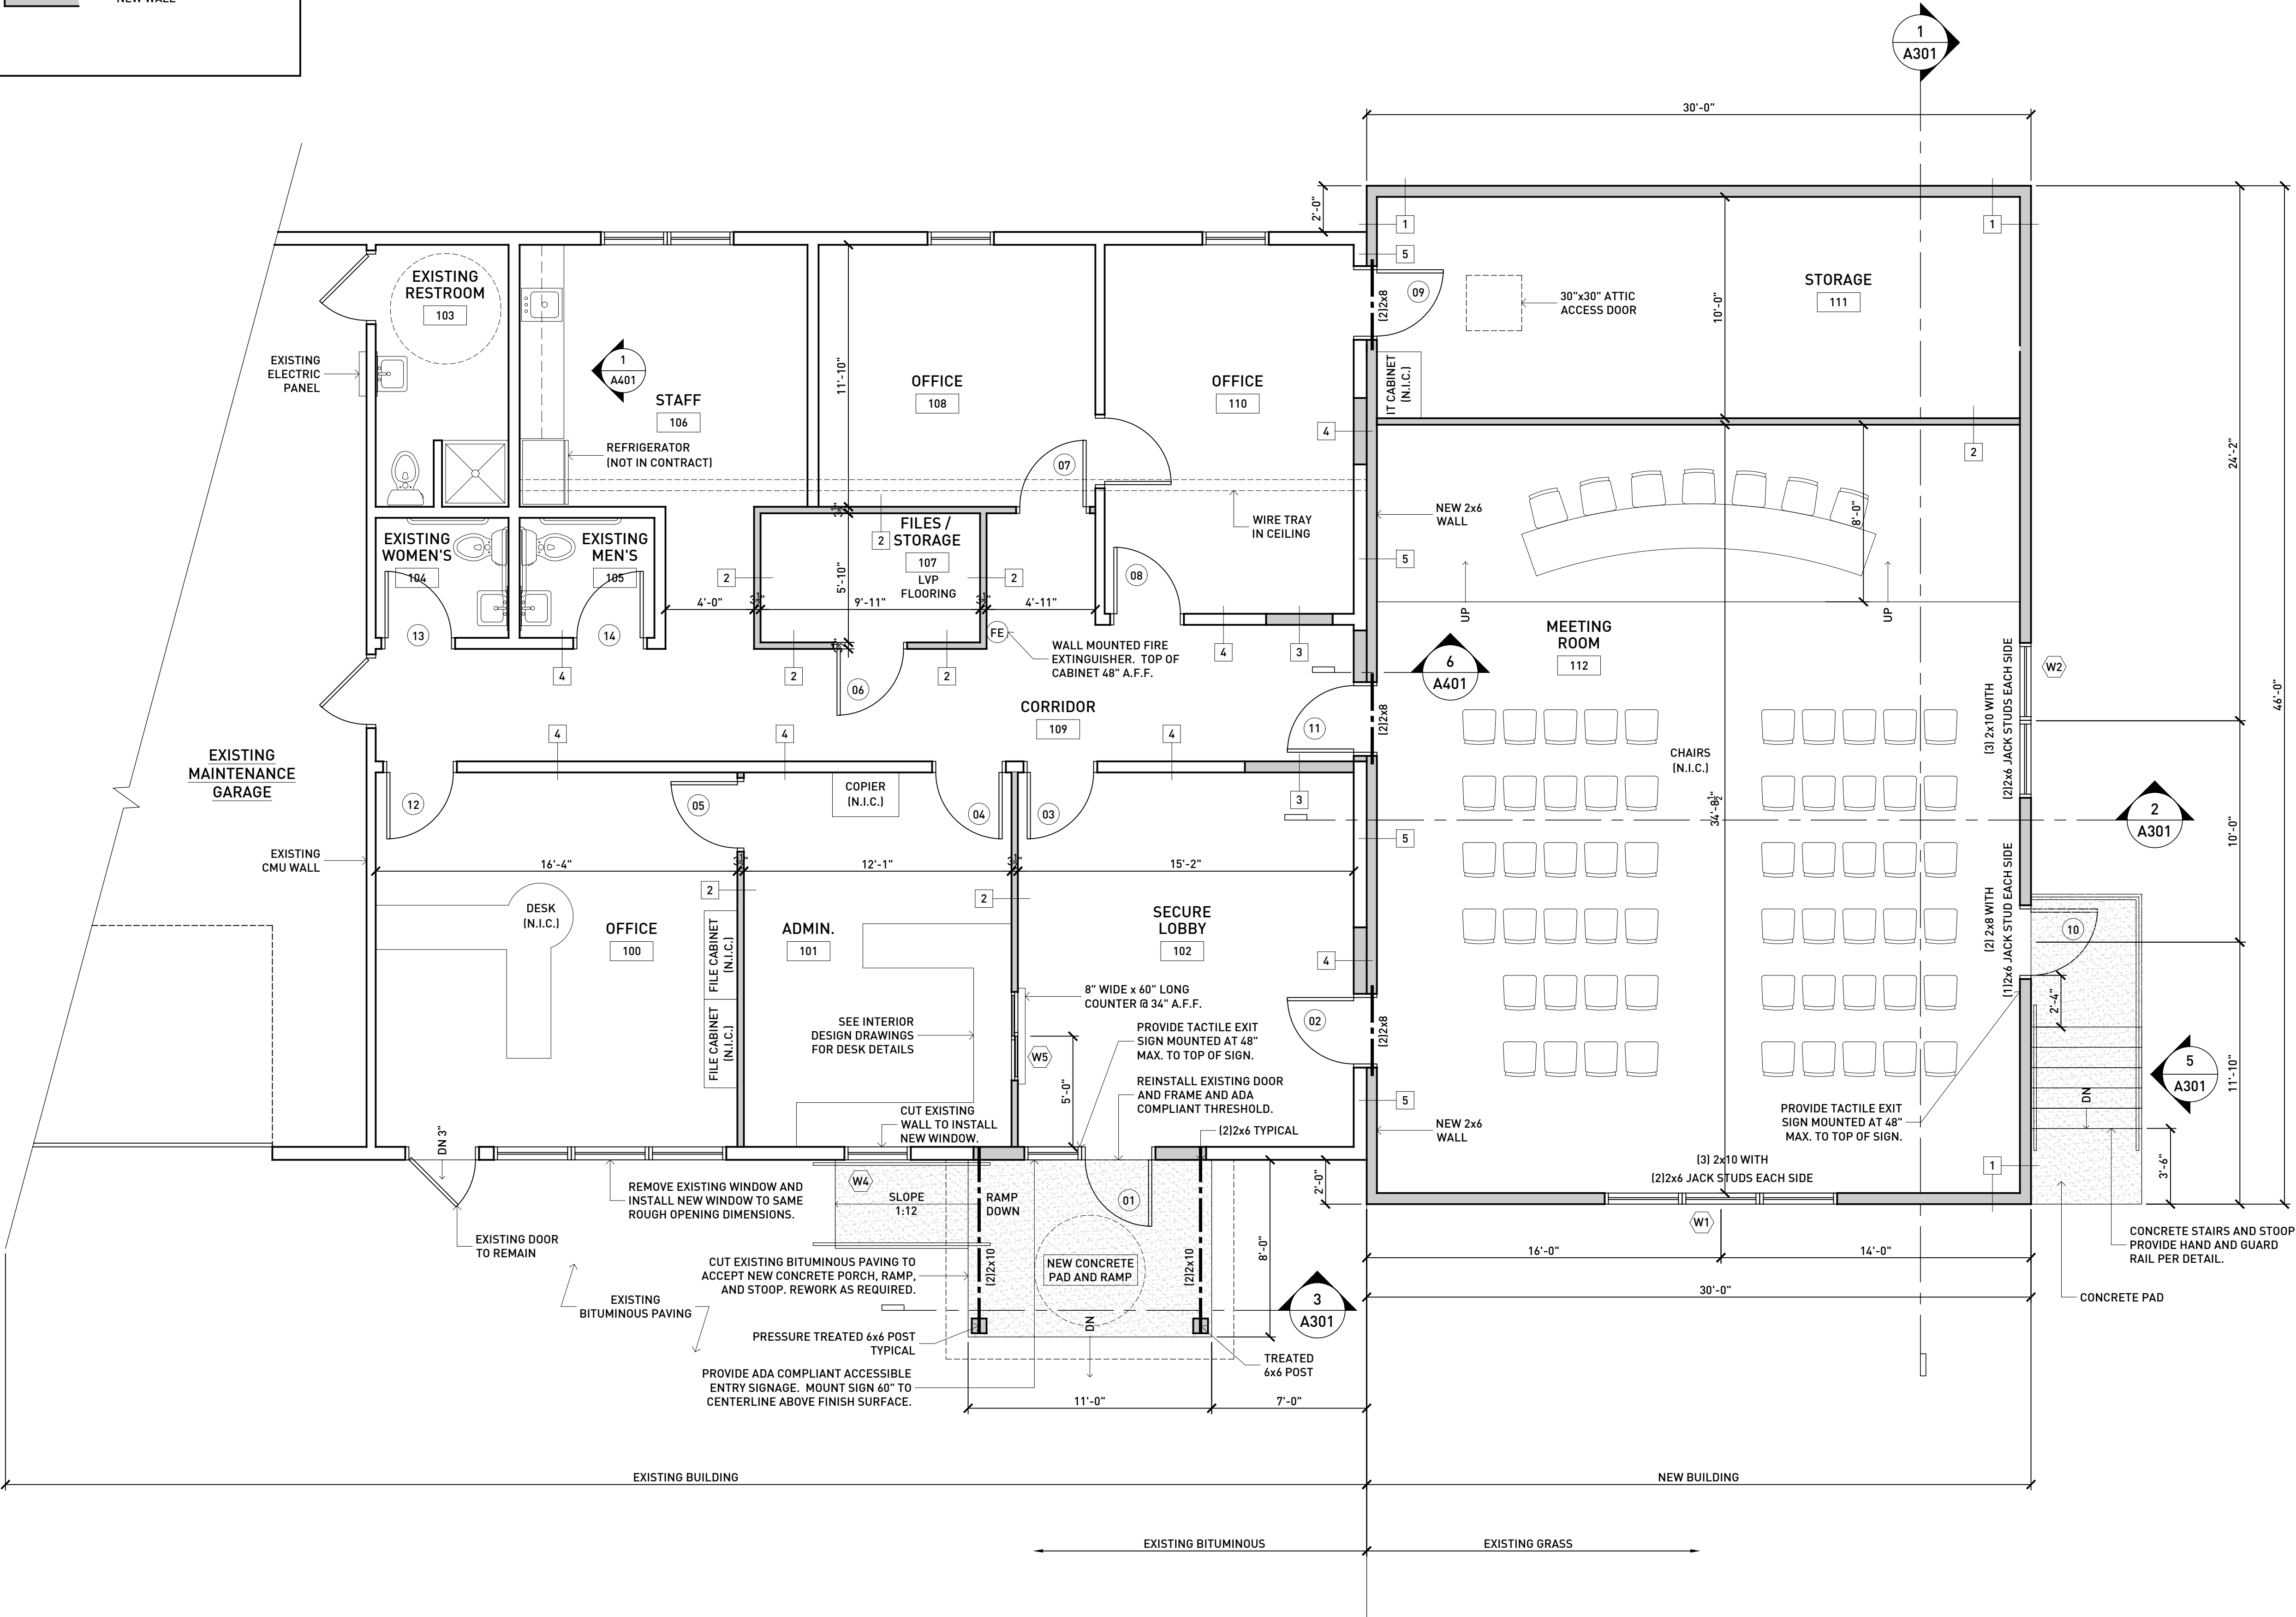 NEW WALL
1
A301
30'-0"
2'-0"
1
1
5
EXISTING
RESTROOM
103
09
(2)2x8
30"x30" ATTIC
ACCESS DOOR
10'-0"
STORAGE
111
EXISTING
ELECTRIC
PANEL
1
A401
STAFF
106
11'-10"
OFFICE
108
OFFICE
110
IT CABINET
(N.I.C.)
4
2
24'-2"
46'-0"
REFRIGERATOR
(NOT IN CONTRACT)
07
EXISTING
WOMEN'S
104
EXISTING
MEN'S
105
2
FILES /
STORAGE
107
LVP
FLOORING
WIRE TRAY
IN CEILING
NEW 2x6
WALL
8'-0"
5
2
2
08
5'-10"
4'-0"
9'-11"
4'-11"
UP
UP
13
14
FE
WALL MOUNTED FIRE
EXTINGUISHER. TOP OF
CABINET 48" A.F.F.
4
3
MEETING
ROOM
112
4
2
2
06
6
A401
W2
(3) 2x10 WITH
(2)2x6 JACK STUDS EACH SIDE
CORRIDOR
109
4
4
4
11
(2)2x8
CHAIRS
(N.I.C.)
EXISTING
MAINTENANCE
GARAGE
12
05
COPIER
(N.I.C.)
04
03
3
34'-8½"
2
A301
10'-0"
5
EXISTING
CMU WALL
16'-4"
12'-1"
15'-2"
2
2
DESK
(N.I.C.)
OFFICE
100
FILE CABINET
(N.I.C.)
FILE CABINET
(N.I.C.)
ADMIN.
101
SECURE
LOBBY
102
4
(2) 2x8 WITH
(1)2x6 JACK STUD EACH SIDE
10
2'-4"
SEE INTERIOR
DESIGN DRAWINGS
FOR DESK DETAILS
8" WIDE x 60" LONG
COUNTER @ 34" A.F.F.
02
(2)2x8
W5
5'-0"
PROVIDE TACTILE EXIT
SIGN MOUNTED AT 48"
MAX. TO TOP OF SIGN.
REINSTALL EXISTING DOOR
AND FRAME AND ADA
COMPLIANT THRESHOLD.
5
5
A301
11'-10"
DN
CUT EXISTING
WALL TO INSTALL
NEW WINDOW.
(2)2x6 TYPICAL
NEW 2x6
WALL
PROVIDE TACTILE EXIT
SIGN MOUNTED AT 48"
MAX. TO TOP OF SIGN.
DN 3"
1
3'-6"
(3) 2x10 WITH
(2)2x6 JACK STUDS EACH SIDE
REMOVE EXISTING WINDOW AND
INSTALL NEW WINDOW TO SAME
ROUGH OPENING DIMENSIONS.
W4
SLOPE
1:12
RAMP
DOWN
01
2'-0"
W1
EXISTING DOOR
TO REMAIN
CONCRETE STAIRS AND STOOP
PROVIDE HAND AND GUARD
RAIL PER DETAIL.
CUT EXISTING BITUMINOUS PAVING TO
ACCEPT NEW CONCRETE PORCH, RAMP,
AND STOOP. REWORK AS REQUIRED.
(2)2x10
NEW CONCRETE
PAD AND RAMP
(2)2x10
8'-0"
16'-0"
14'-0"
30'-0"
CONCRETE PAD
EXISTING
BITUMINOUS PAVING
3
A301
DN
PRESSURE TREATED 6x6 POST
TYPICAL
TREATED
6x6 POST
PROVIDE ADA COMPLIANT ACCESSIBLE
ENTRY SIGNAGE. MOUNT SIGN 60" TO
CENTERLINE ABOVE FINISH SURFACE.
11'-0"
7'-0"
EXISTING BUILDING
NEW BUILDING
EXISTING BITUMINOUS
EXISTING GRASS